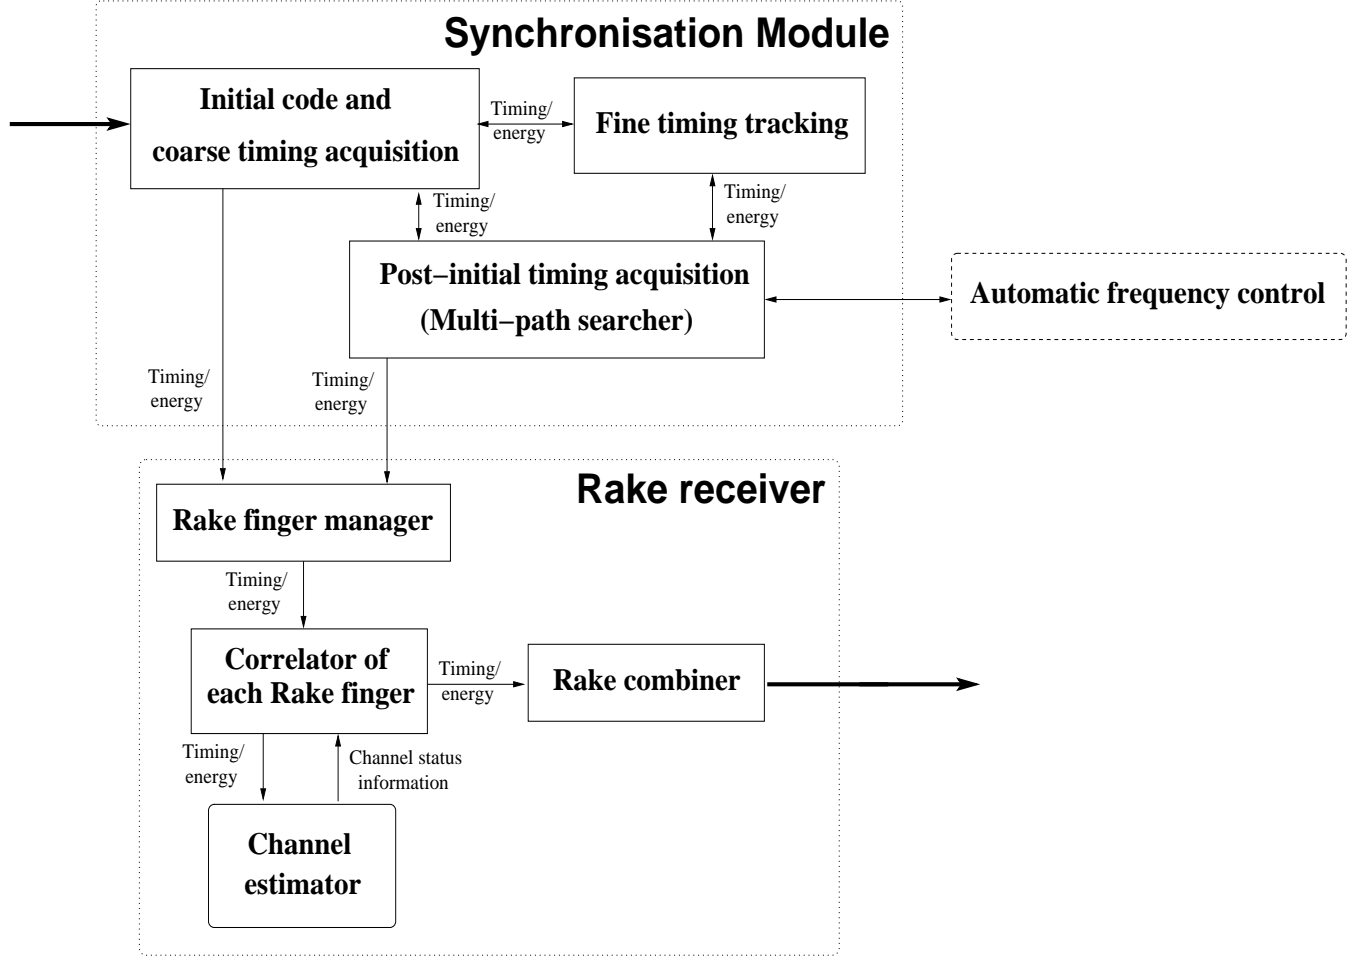 Synchronisation Module
Initial code and
coarse timing acquisition
Timing/
energy
Fine timing tracking
Timing/
energy
Timing/
energy
Post−initial timing acquisition
(Multi−path searcher)
Automatic frequency control
Timing/
energy
Timing/
energy
Rake receiver
Rake finger manager
Timing/
energy
Correlator of
each Rake finger
Timing/
energy
Rake combiner
Timing/
energy
Channel status
information
Channel
estimator